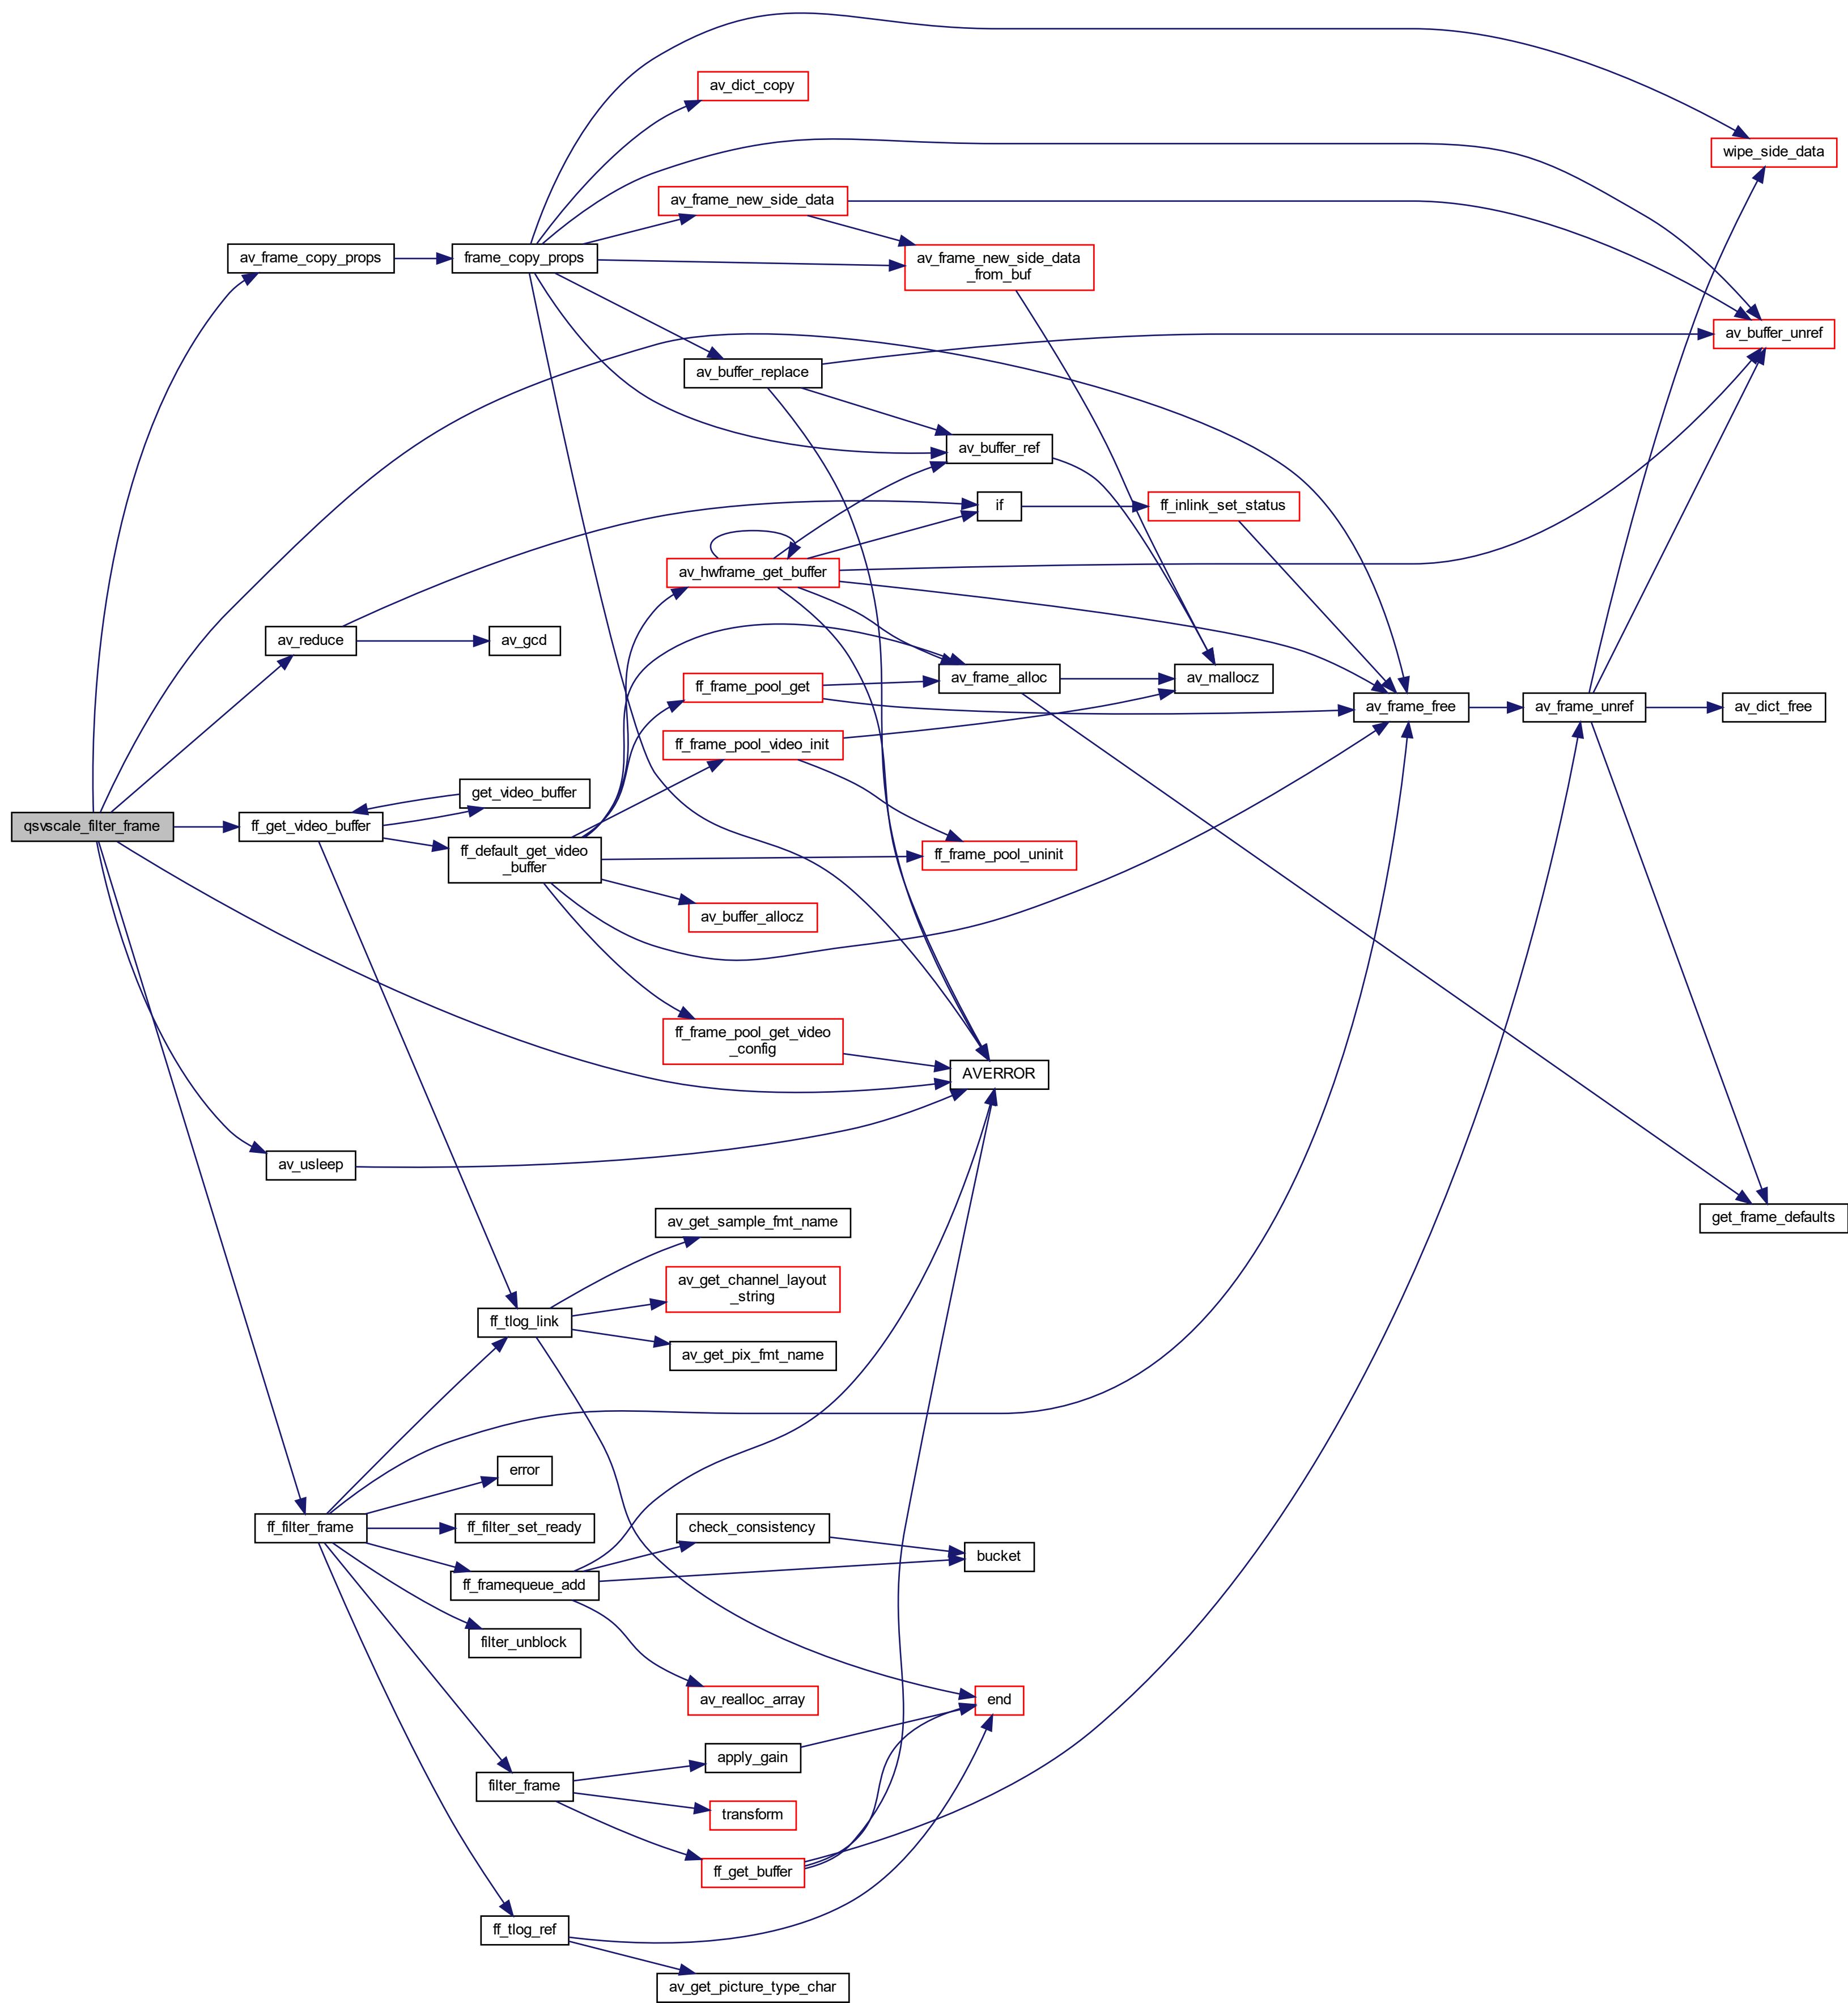 av_dict_copy
wipe_side_data
av_frame_new_side_data
av_frame_copy_props
frame_copy_props
av_frame_new_side_data
_from_buf
av_buffer_unref
av_buffer_replace
av_buffer_ref
if
ff_inlink_set_status
av_hwframe_get_buffer
av_reduce
av_gcd
av_frame_alloc
av_mallocz
ff_frame_pool_get
av_frame_free
av_frame_unref
av_dict_free
ff_frame_pool_video_init
get_video_buffer
qsvscale_filter_frame
ff_get_video_buffer
ff_default_get_video
_buffer
ff_frame_pool_uninit
av_buffer_allocz
ff_frame_pool_get_video
_config
AVERROR
av_usleep
av_get_sample_fmt_name
get_frame_defaults
av_get_channel_layout
_string
ff_tlog_link
av_get_pix_fmt_name
error
ff_filter_frame
ff_filter_set_ready
check_consistency
bucket
ff_framequeue_add
filter_unblock
av_realloc_array
end
apply_gain
filter_frame
transform
ff_get_buffer
ff_tlog_ref
av_get_picture_type_char